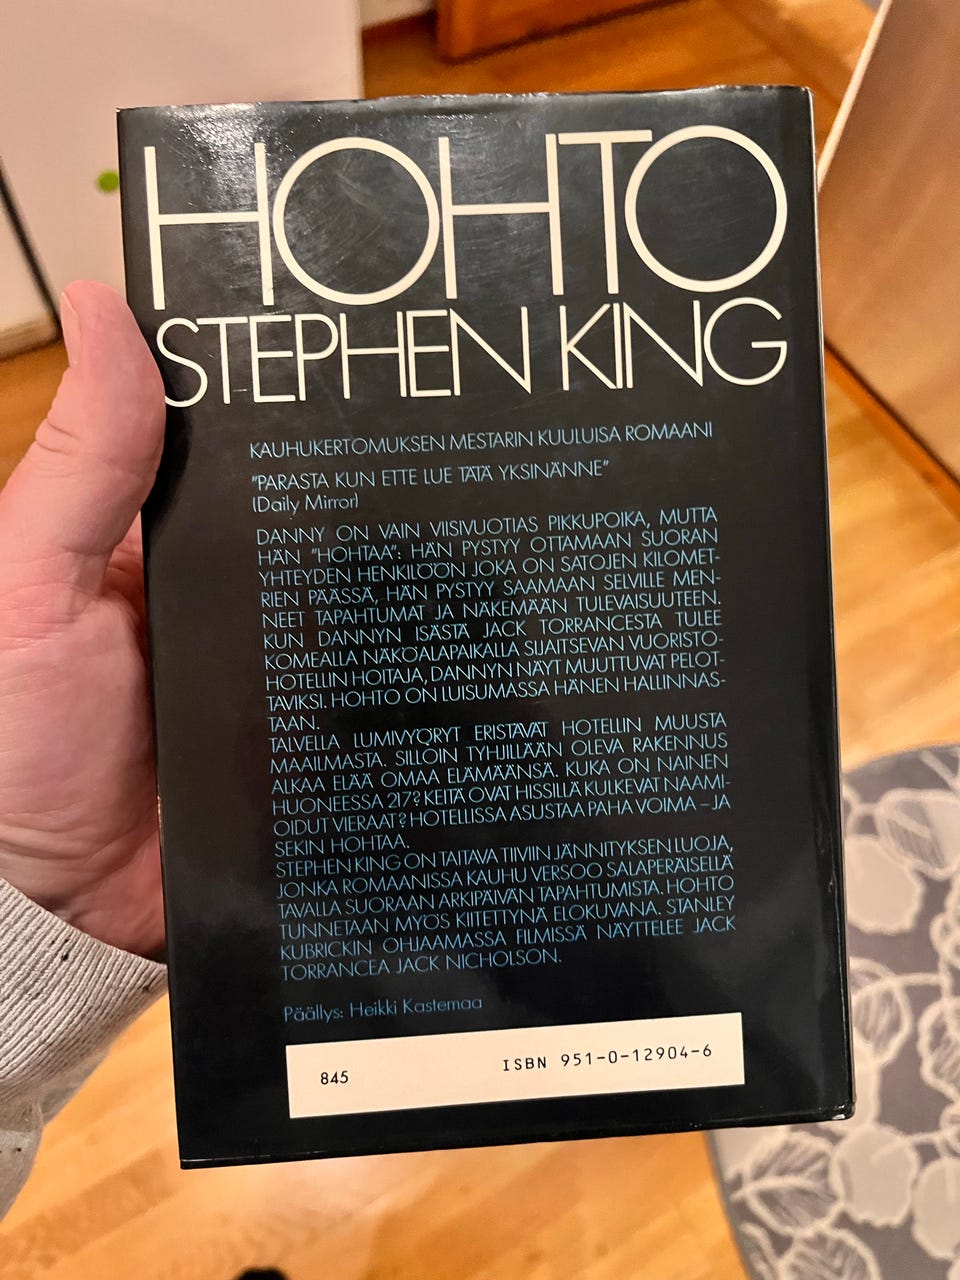 HOHTO
STEPHEN KING
KAUHUKERTOMUKSEN MESTARIN KUULUISA ROMAANI
"PARASTA KUN ETTE LUE TÄTÄ YKSINÄNNE"
(Daily Mirror)
DANNY ON VAIN VIISIVUOTIAS PIKKUPOIKA, MUTTA
HÄN "HOHTAA": HÄN PYSTYY OTTAMAAN SUORAN
YHTEYDEN HENKILÖÖN JOKA ON SATOJEN KILOMET-
RIEN PÄÄSSÄ, HÄN PYSTYY SAAMAAN SELVILLE MEN-
NEET TAPAHTUMAT JA NÄKEMÄÄN TULEVAISUUTEEN.
KUN DANNYN ISÄSTÄ JACK TORRANCESTA TULEE
KOMEALLA NÄKÖALAPAIKALLA SIJAITSEVAN VUORISTO-
HOTELLIN HOITAJA, DANNYN NÄYT MUUTTUVAT PELOT-
TAVIKSI. HOHTO ON LUISUMASSA HÄNEN HALLINNAS-
TAAN.
TALVELLA LUMIVYÖRYT ERISTÄVÄT HOTELLIN MUUSTA
MAAILMASTA. SILLOIN TYHJILLÄÄN OLEVA RAKENNUS
ALKAA ELÄÄ OMAA ELÄMÄÄNSÄ. KUKA ON NAINEN
HUONEESSA 217? KEITÄ OVAT HISSILLÄ KULKEVAT NAAMI-
OIDUT VIERAAT? HOTELLISSA ASUSTAA PAHA VOIMA – JA
SEKIN HOHTAA.
STEPHEN KING ON TAITAVA TIIVIIN JÄNNITYKSEN LUOJA,
JONKA ROMAANISSA KAUHU VERSOO SALAPERÄISELLÄ
TAVALLA SUORAAN ARKIPÄIVÄN TAPAHTUMISTA. HOHTO
TUNNETAAN MYÖS KIITETTYNÄ ELOKUVANA. STANLEY
KUBRICKIN OHJAAMASSA FILMISSÄ NÄYTTELEE JACK
TORRANCEA JACK NICHOLSON.
Päällys: Heikki Kastemaa
845 ISBN 951-0-12904-6